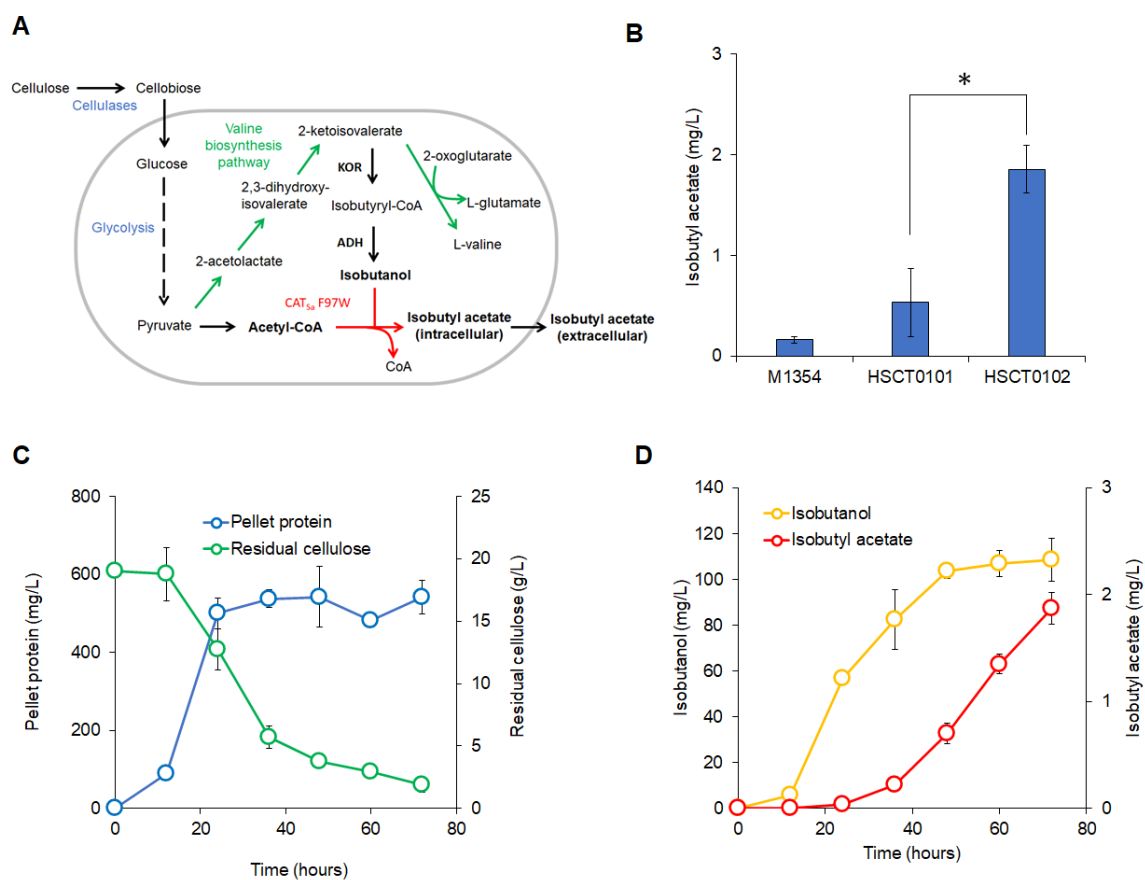 A
Cellulose
Cellobiose
Cellulases
Valine
biosynthesis
pathway
2-ketoisovalerate
2-oxoglutarate
Glucose
KOR
2,3-dihydroxy-
isovalerate
Isobutyryl-CoA
L-glutamate
Glycolysis
ADH
L-valine
2-acetolactate
Isobutanol
CATSa F97W
Pyruvate
Acetyl-CoA
Isobutyl acetate
(intracellular)
Isobutyl acetate
(extracellular)
CoA
B
Isobutyl acetate (mg/L)
3
2
1
0
*
M1354 HSCT0101 HSCT0102
C
Pellet protein (mg/L)
800
600
400
200
0
Pellet protein
Residual cellulose
25
20
15
10
5
0
Residual cellulose (g/L)
0 20 40 60 80
Time (hours)
D
Isobutanol (mg/L)
140
120
100
80
60
40
20
0
Isobutanol
Isobutyl acetate
3
2
1
0
Isobutyl acetate (mg/L)
0 20 40 60 80
Time (hours)